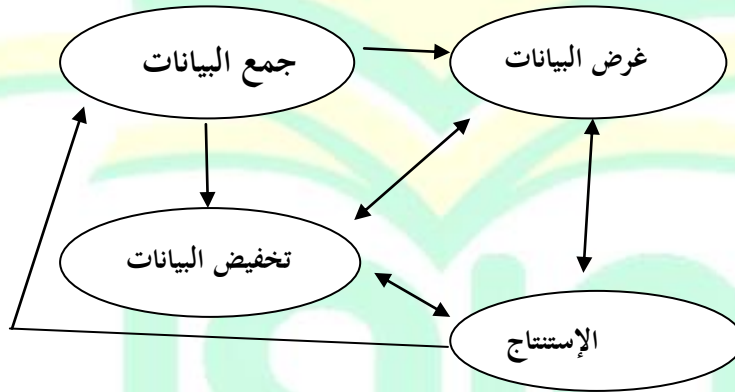 جمع البيانات
غرض البيانات
تخفيض البيانات
الإستنتاج